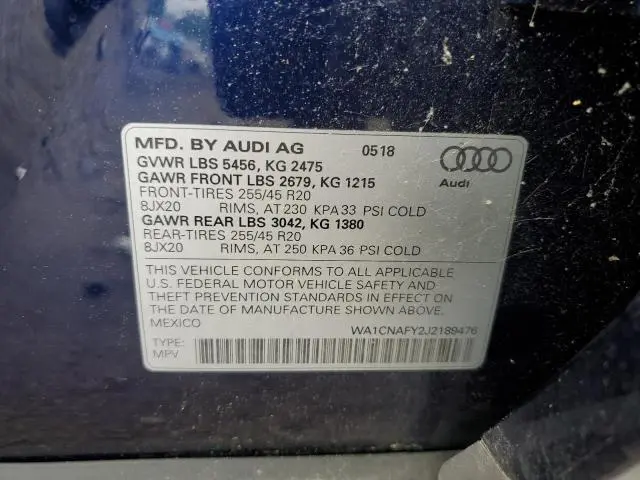 MFD. BY AUDI AG 0518
GVWR LBS 5456, KG 2475
GAWR FRONT LBS 2679, KG 1215
FRONT-TIRES 255/45 R20
8JX20 RIMS, AT 230 KPA 33 PSI COLD
GAWR REAR LBS 3042, KG 1380
REAR-TIRES 255/45 R20
8JX20 RIMS, AT 250 KPA 36 PSI COLD
Audi
THIS VEHICLE CONFORMS TO ALL APPLICABLE
U.S. FEDERAL MOTOR VEHICLE SAFETY AND
THEFT PREVENTION STANDARDS IN EFFECT ON
THE DATE OF MANUFACTURE SHOWN ABOVE.
MEXICO WA1CNAFY2J2189476
TYPE:
MPV